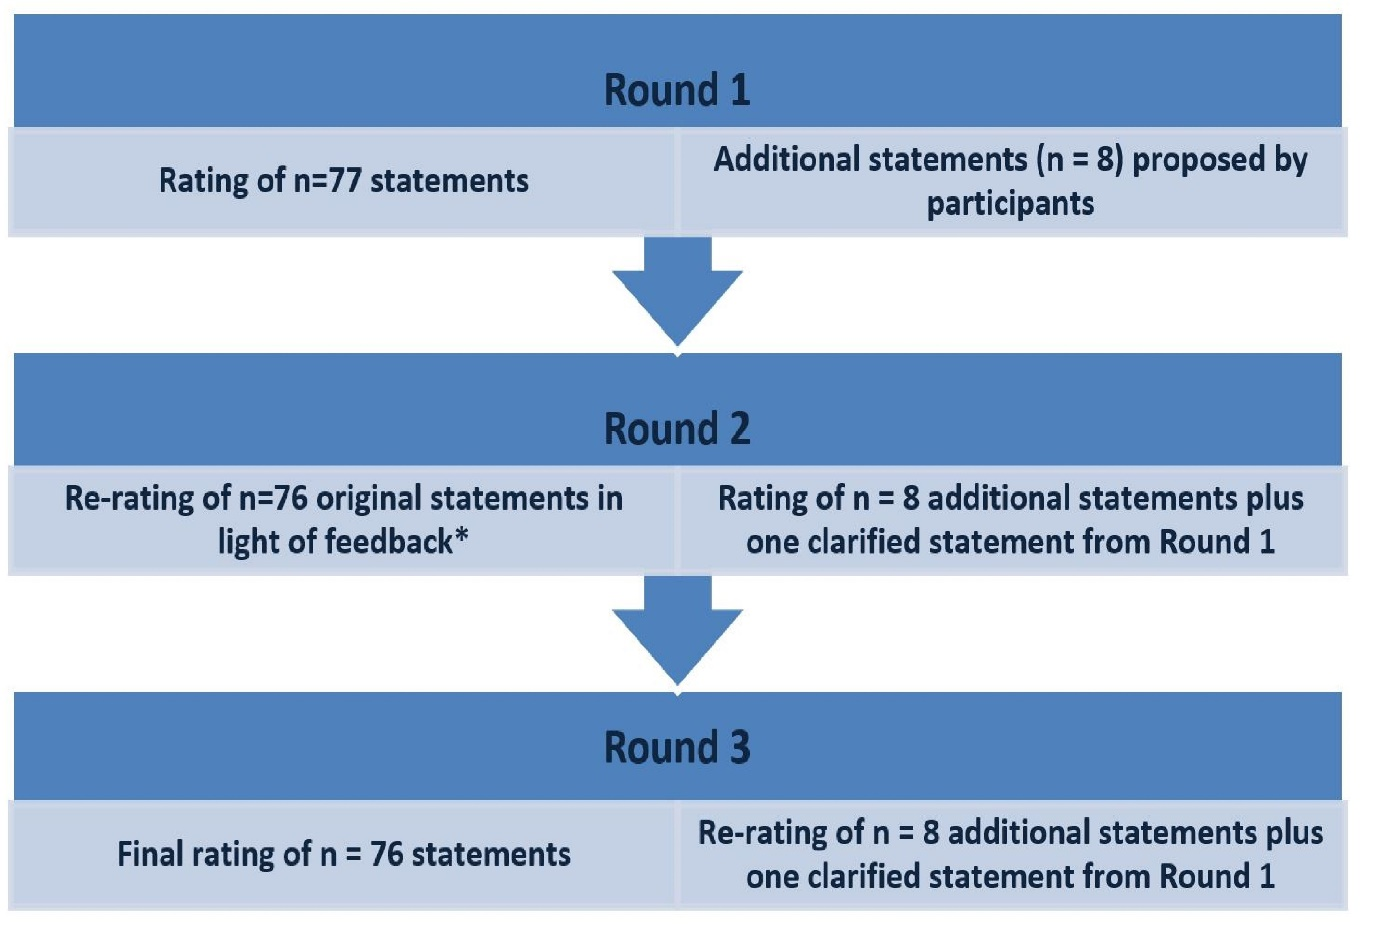 Round 1
Rating of n=77 statements
Additional statements (n = 8) proposed by
participants
Round 2
Re-rating of n=76 original statements in
light of feedback*
Rating of n = 8 additional statements plus
one clarified statement from Round 1
Round 3
Final rating of n = 76 statements
Re-rating of n = 8 additional statements plus
one clarified statement from Round 1